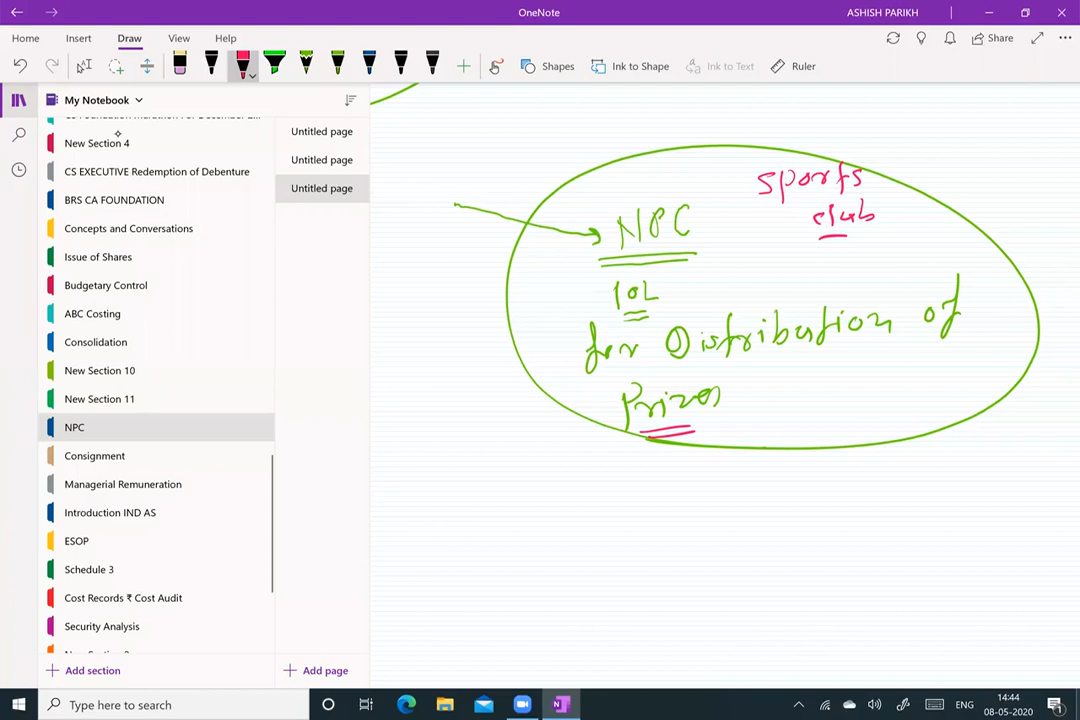 OneNote
ASHISH PARIKH
Home
Insert
Draw
View
Help
Share
Shapes
Ink to Shape
Ink to Text
Ruler
My Notebook
New Section 4
CS EXECUTIVE Redemption of Debenture
BRS CA FOUNDATION
Concepts and Conversations
Issue of Shares
Budgetary Control
ABC Costing
Consolidation
New Section 10
New Section 11
NPC
Consignment
Managerial Remuneration
Introduction IND AS
ESOP
Schedule 3
Cost Records ₹ Cost Audit
Security Analysis
Add section
Untitled page
Untitled page
Untitled page
Add page
sports
club
NPC
10L
for Distribution of
Prizes
Type here to search
ENG
14:44
08-05-2020
1